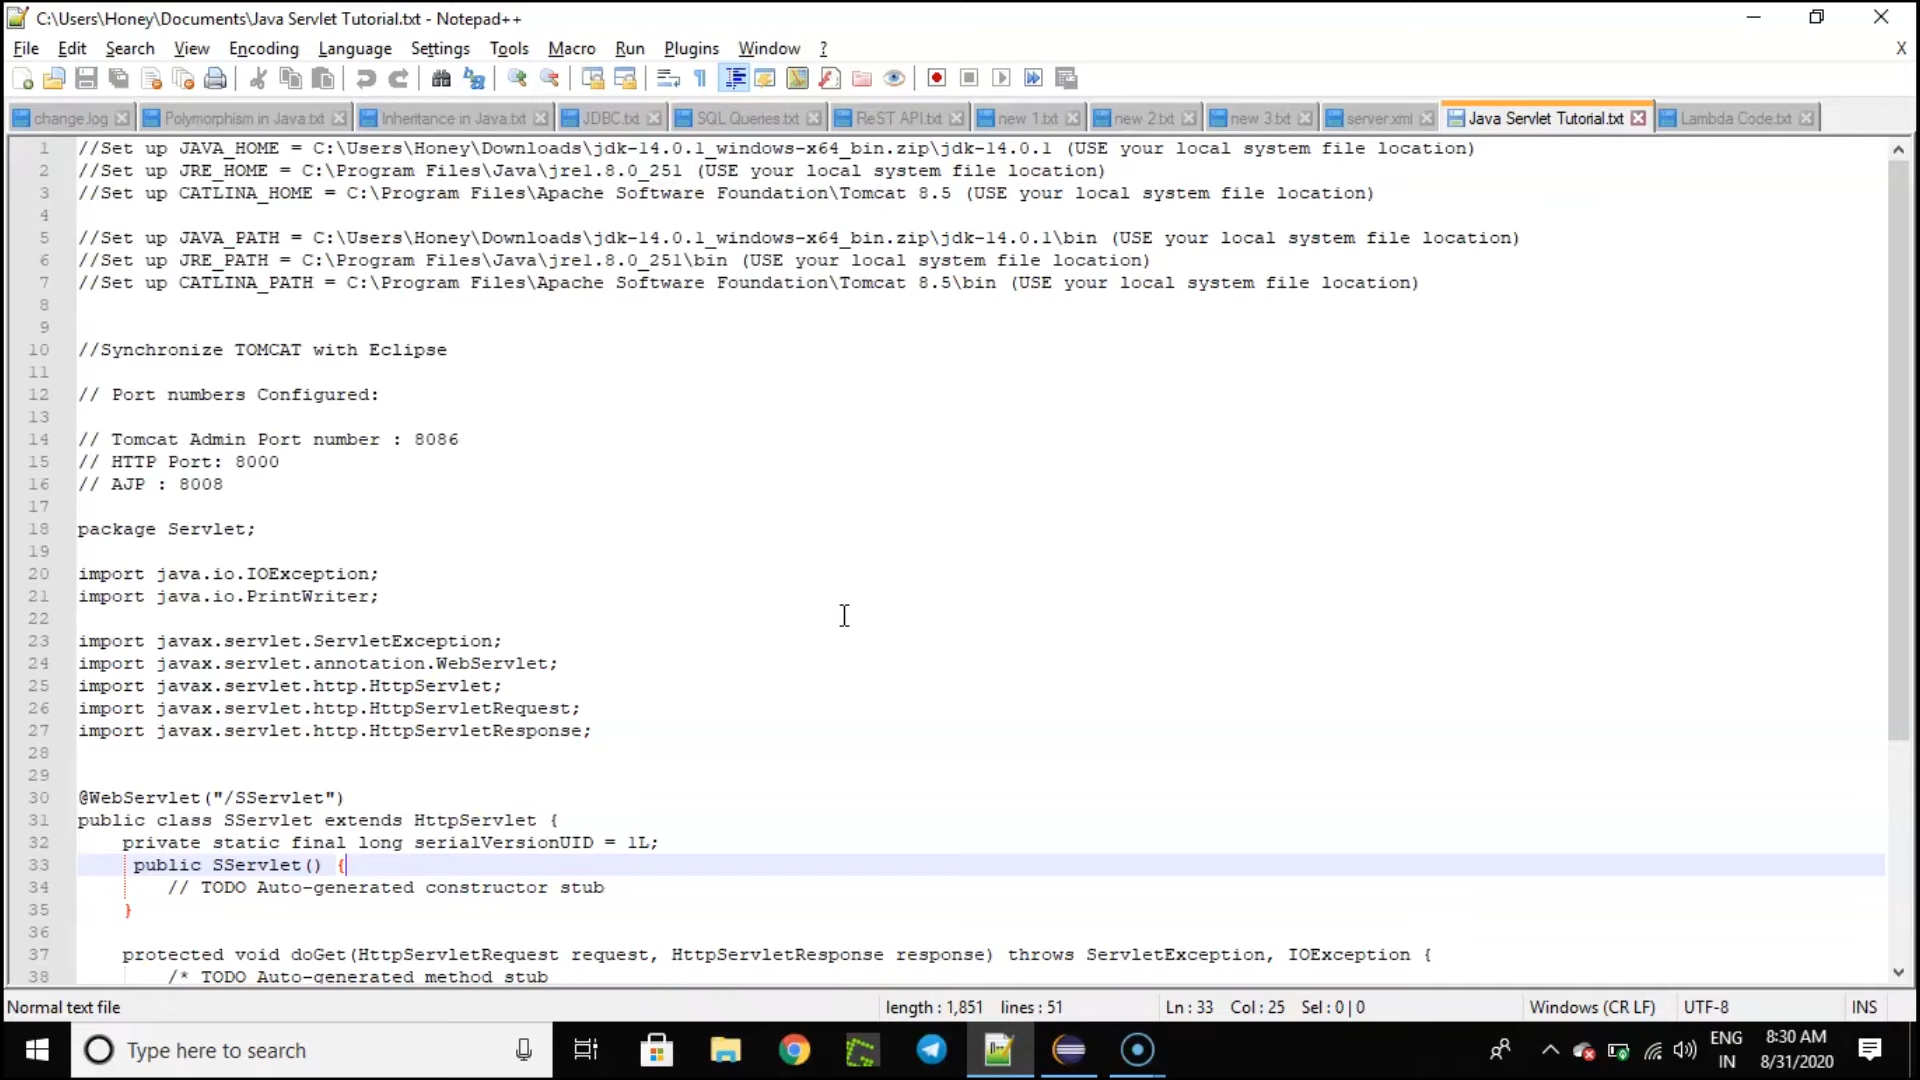 C:\Users\Honey\Documents\Java Servlet Tutorial.txt - Notepad++
File Edit Search View Encoding Language Settings Tools Macro Run Plugins Window ? X
change.log Polymorphism in Java.txt Inheritance in Java.txt JDBC.txt SQL Queries.txt ReST API.txt new 1.txt new 2.txt new 3.txt server.xml Java Servlet Tutorial.txt Lambda Code.txt
1 //Set up JAVA_HOME = C:\Users\Honey\Downloads\jdk-14.0.1_windows-x64_bin.zip\jdk-14.0.1 (USE your local system file location)
2 //Set up JRE_HOME = C:\Program Files\Java\jre1.8.0_251 (USE your local system file location)
3 //Set up CATLINA_HOME = C:\Program Files\Apache Software Foundation\Tomcat 8.5 (USE your local system file location)
4
5 //Set up JAVA_PATH = C:\Users\Honey\Downloads\jdk-14.0.1_windows-x64_bin.zip\jdk-14.0.1\bin (USE your local system file location)
6 //Set up JRE_PATH = C:\Program Files\Java\jre1.8.0_251\bin (USE your local system file location)
7 //Set up CATLINA_PATH = C:\Program Files\Apache Software Foundation\Tomcat 8.5\bin (USE your local system file location)
8
9
10 //Synchronize TOMCAT with Eclipse
11
12 // Port numbers Configured:
13
14 // Tomcat Admin Port number : 8086
15 // HTTP Port: 8000
16 // AJP : 8008
17
18 package Servlet;
19
20 import java.io.IOException;
21 import java.io.PrintWriter;
22
23 import javax.servlet.ServletException;
24 import javax.servlet.annotation.WebServlet;
25 import javax.servlet.http.HttpServlet;
26 import javax.servlet.http.HttpServletRequest;
27 import javax.servlet.http.HttpServletResponse;
28
29
30 @WebServlet("/SServlet")
31 public class SServlet extends HttpServlet {
32 private static final long serialVersionUID = 1L;
33 public SServlet() {
34 // TODO Auto-generated constructor stub
35 }
36
37 protected void doGet(HttpServletRequest request, HttpServletResponse response) throws ServletException, IOException {
38 /* TODO Auto-generated method stub
Normal text file length : 1,851 lines : 51 Ln : 33 Col : 25 Sel : 0 | 0 Windows (CR LF) UTF-8 INS
Type here to search ENG 8:30 AM
IN 8/31/2020